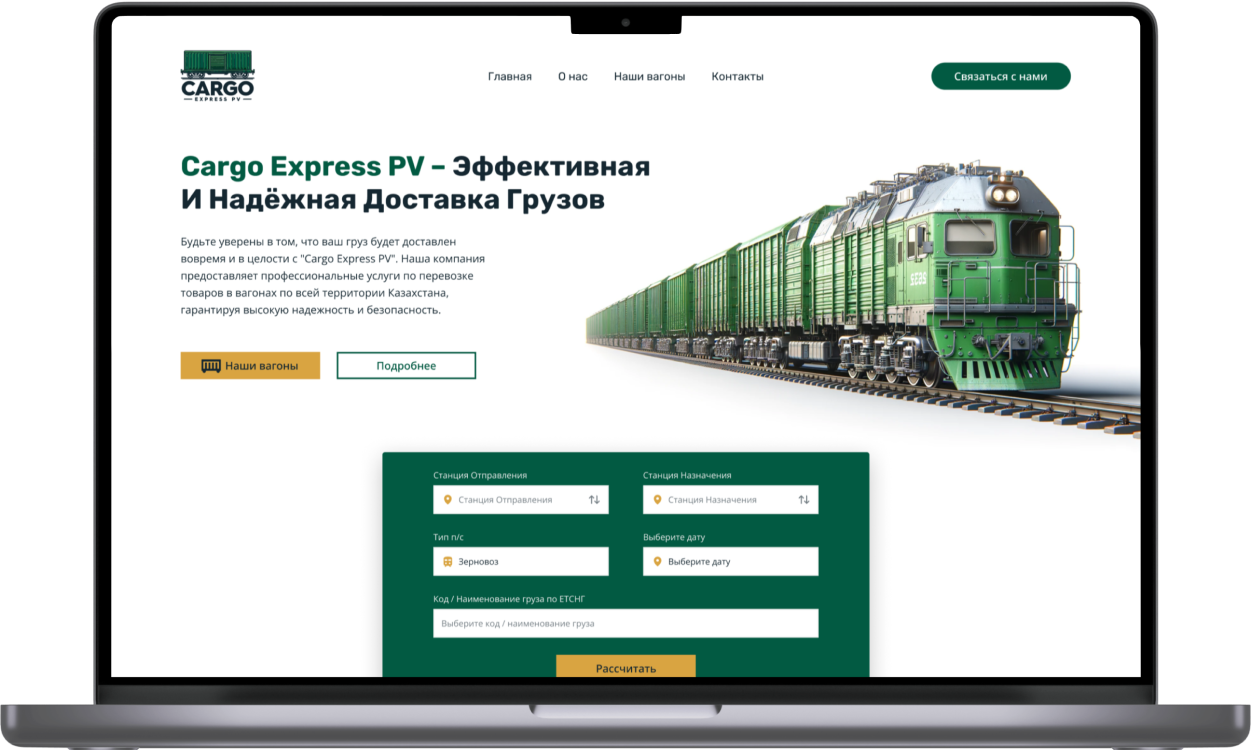 CARGO
EXPRESS PV
Главная
О нас
Наши вагоны
Контакты
Связаться с нами
Cargo Express PV – Эффективная
И Надёжная Доставка Грузов
Будьте уверены в том, что ваш груз будет доставлен
вовремя и в целости с "Cargo Express PV". Наша компания
предоставляет профессиональные услуги по перевозке
товаров в вагонах по всей территории Казахстана,
гарантируя высокую надежность и безопасность.
Наши вагоны
Подробнее
Станция Отправления
Станция Назначения
Станция Отправления
Станция Назначения
Тип п/с
Выберите дату
Зерновоз
Выберите дату
Код / Наименование груза по ЕТСНГ
Выберите код / наименование груза
Рассчитать